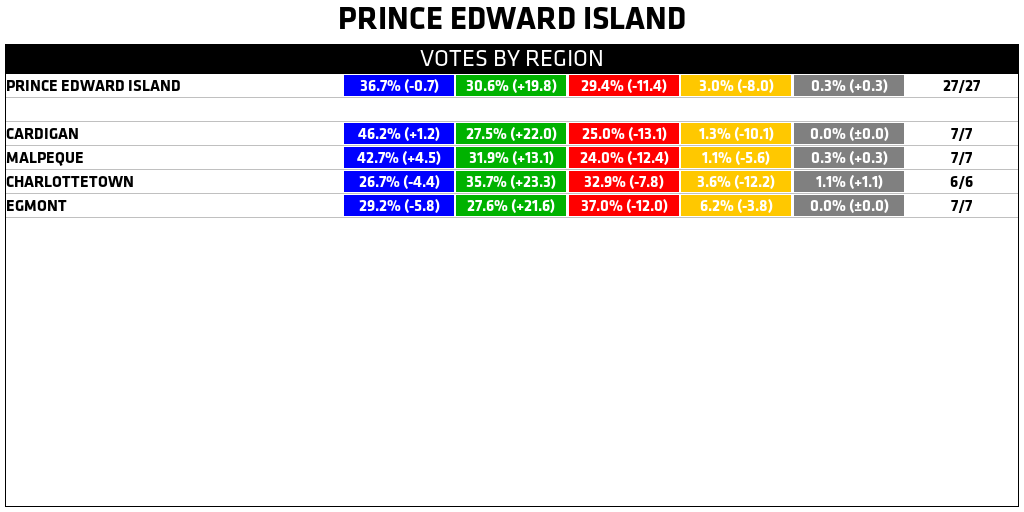 PRINCE EDWARD ISLAND
VOTES BY REGION
PRINCE EDWARD ISLAND 36.7% (-0.7) 30.6% (+19.8) 29.4% (-11.4) 3.0% (-8.0) 0.3% (+0.3) 27/27
CARDIGAN 46.2% (+1.2) 27.5% (+22.0) 25.0% (-13.1) 1.3% (-10.1) 0.0% (±0.0) 7/7
MALPEQUE 42.7% (+4.5) 31.9% (+13.1) 24.0% (-12.4) 1.1% (-5.6) 0.3% (+0.3) 7/7
CHARLOTTETOWN 26.7% (-4.4) 35.7% (+23.3) 32.9% (-7.8) 3.6% (-12.2) 1.1% (+1.1) 6/6
EGMONT 29.2% (-5.8) 27.6% (+21.6) 37.0% (-12.0) 6.2% (-3.8) 0.0% (±0.0) 7/7